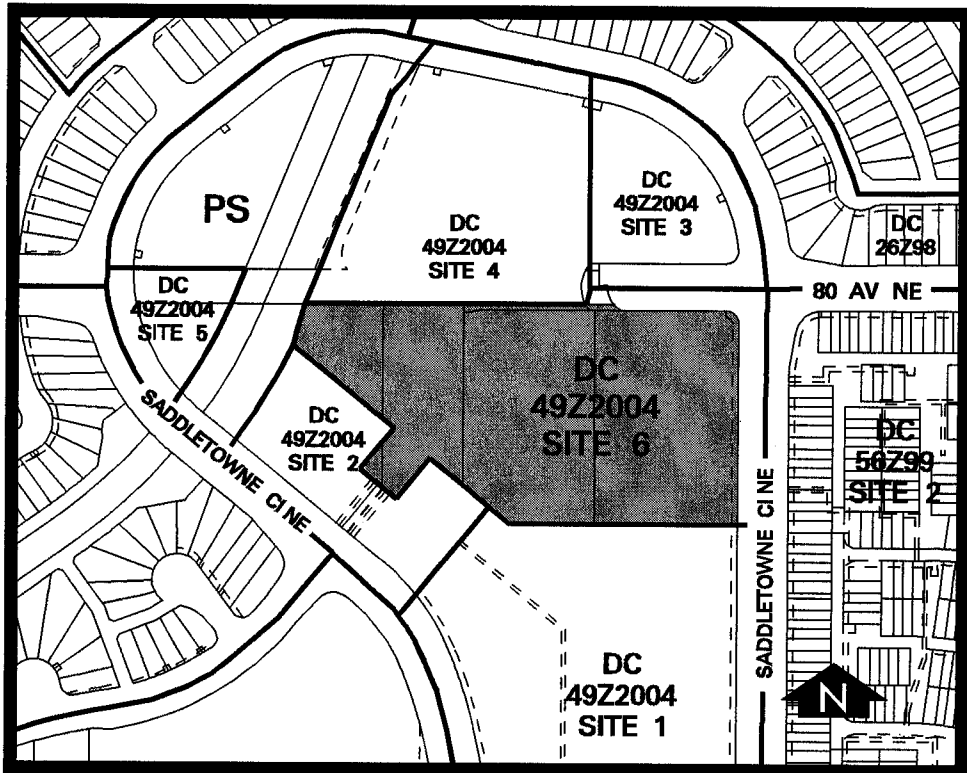 PS
DC
49Z2004
SITE 4
DC
49Z2004
SITE 3
DC
26Z98
80 AV NE
DC
49Z2004
SITE 5
DC
49Z2004
SITE 6
DC
49Z2004
SITE 2
SADDLETOWNE CI NE
DC
56Z99
SITE 2
SADDLETOWNE CI NE
DC
49Z2004
SITE 1
N